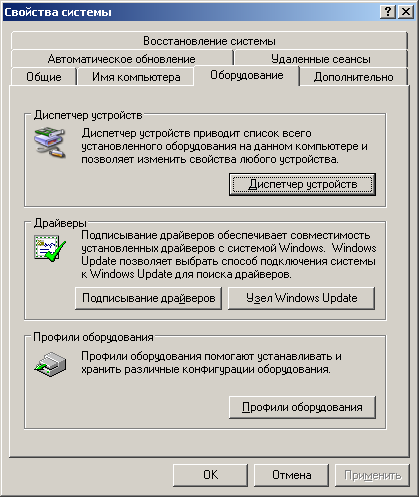 Свойства системы
Восстановление системы
Автоматическое обновление
Удаленные сеансы
Общие
Имя компьютера
Оборудование
Дополнительно
Диспетчер устройств
Диспетчер устройств приводит список всего
установленного оборудования на данном компьютере и
позволяет изменить свойства любого устройства.
Диспетчер устройств
Драйверы
Подписывание драйверов обеспечивает совместимость
установленных драйверов с системой Windows. Windows
Update позволяет выбрать способ подключения системы
к Windows Update для поиска драйверов.
Подписывание драйверов
Узел Windows Update
Профили оборудования
Профили оборудования помогают устанавливать и
хранить различные конфигурации оборудования.
Профили оборудования
OK
Отмена
Применить